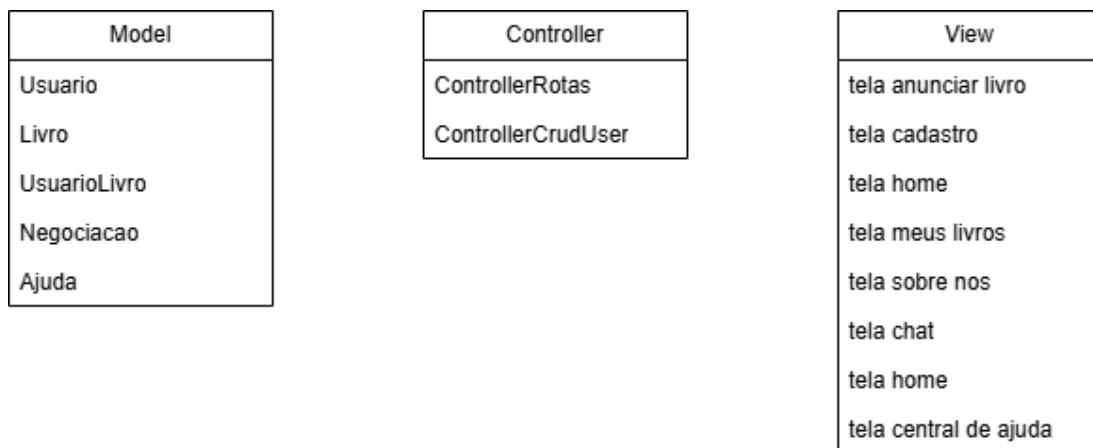 Model
Usuario
Livro
UsuarioLivro
Negociacao
Ajuda
Controller
ControllerRotas
ControllerCrudUser
View
tela anunciar livro
tela cadastro
tela home
tela meus livros
tela sobre nos
tela chat
tela home
tela central de ajuda